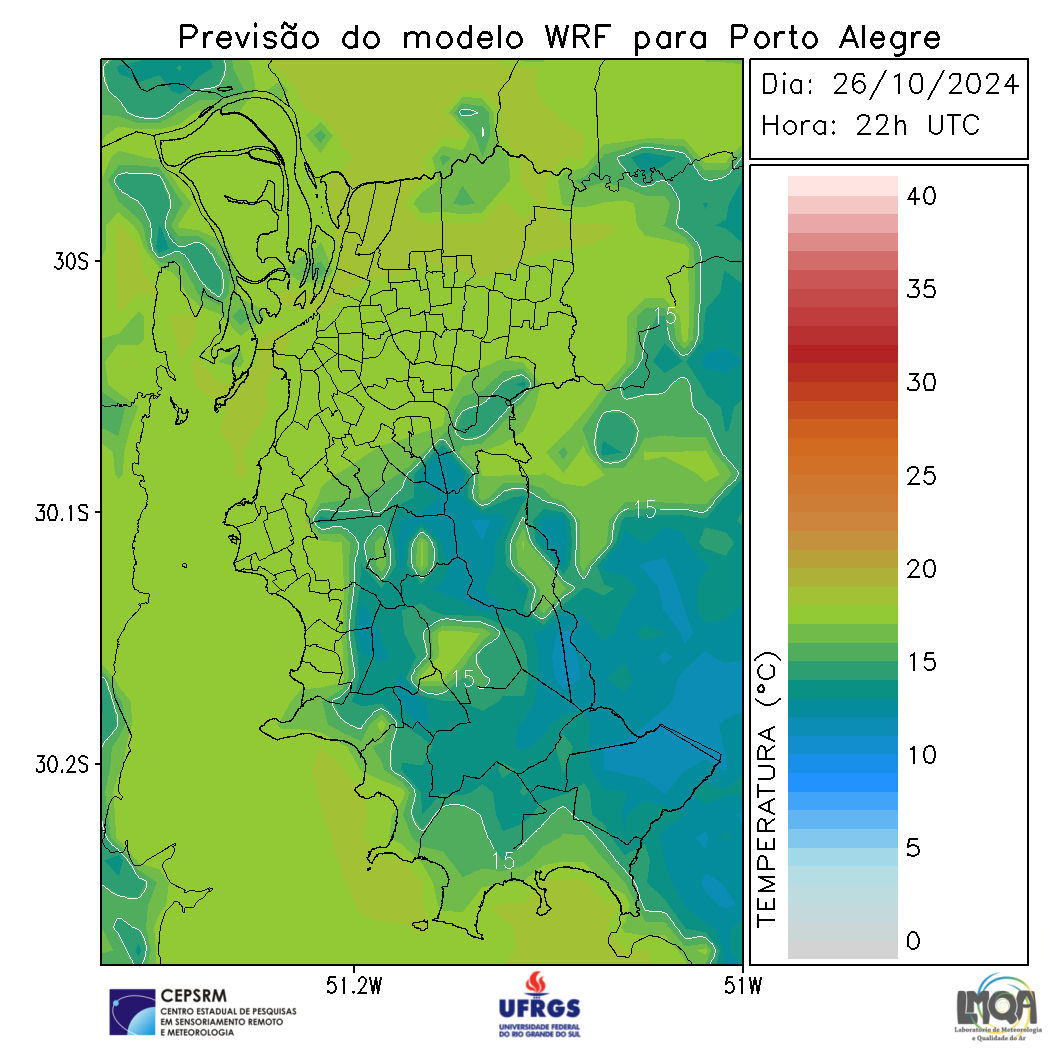 Previsão do modelo WRF para Porto Alegre
Dia: 26/10/2024
Hora: 22h UTC
40
35
30
25
20
15
10
5
0
TEMPERATURA (°C)
30S
30.1S
30.2S
15
15
15
15
51.2W
51W
CEPSRM
CENTRO ESTADUAL DE PESQUISAS
EM SENSORIAMENTO REMOTO
E METEOROLOGIA
UFRGS
UNIVERSIDADE FEDERAL
DO RIO GRANDE DO SUL
LMQA
Laboratório de Meteorologia
e Qualidade do Ar